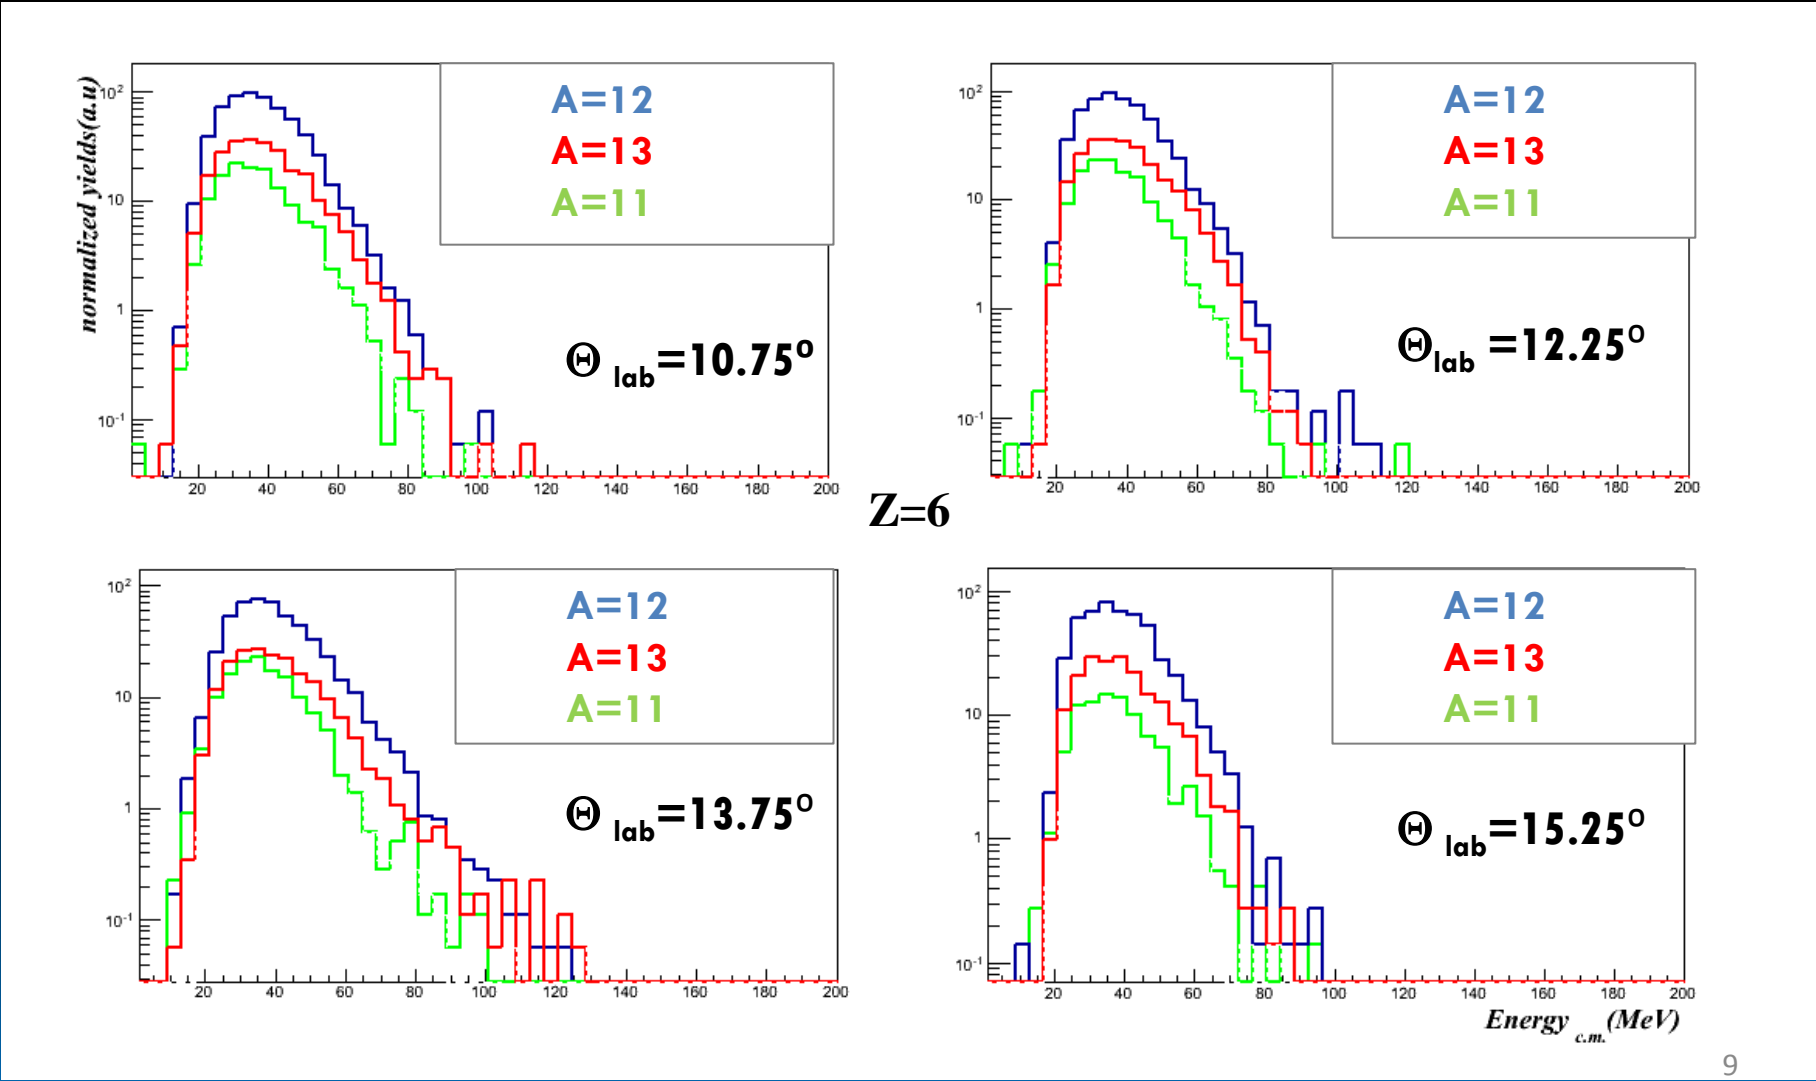 normalized yields(a.u)
10²
10
1
10⁻¹
20 40 60 80 100 120 140 160 180 200
A=12
A=13
A=11
Θ lab =10.75⁰
10²
10
1
10⁻¹
20 40 60 80 100 120 140 160 180 200
A=12
A=13
A=11
Θlab =12.25⁰
Z=6
10²
10
1
10⁻¹
20 40 60 80 100 120 140 160 180 200
A=12
A=13
A=11
Θ lab =13.75⁰
10²
10
1
10⁻¹
20 40 60 80 100 120 140 160 180 200
A=12
A=13
A=11
Θ lab =15.25⁰
Energy c.m. (MeV)
9